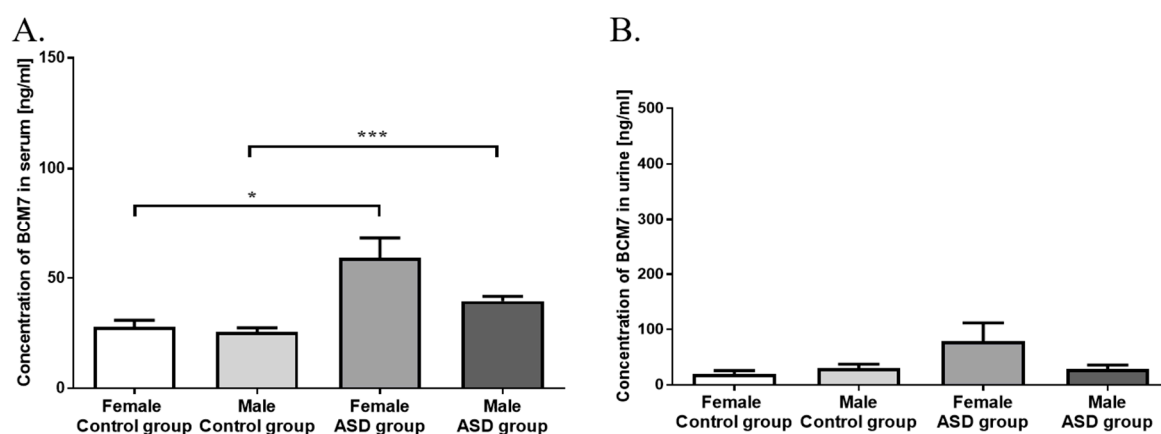 A.
Concentration of BCM7 in serum [ng/ml]
150
100
50
0
***
*
Female
Control group
Male
Control group
Female
ASD group
Male
ASD group
B.
Concentration of BCM7 in urine [ng/ml]
500
400
300
200
100
0
Female
Control group
Male
Control group
Female
ASD group
Male
ASD group